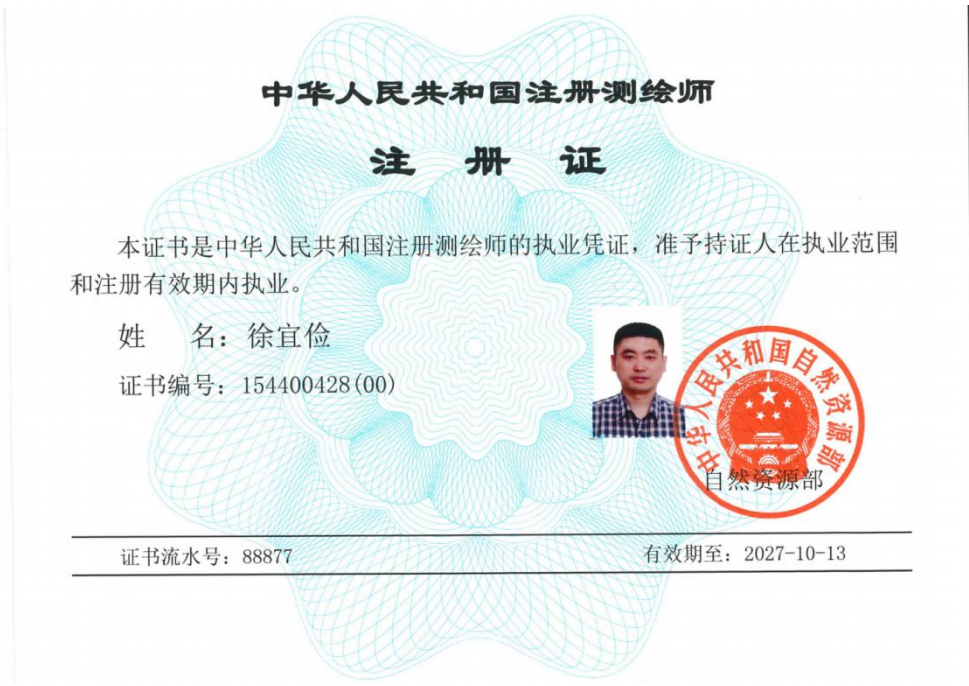 中华人民共和国注册测绘师
注 册 证
本证书是中华人民共和国注册测绘师的执业凭证，准予持证人在执业范围
和注册有效期内执业。
姓 名：徐宜俭
证书编号：154400428(00)
中华人民共和国自然资源部
自然资源部
证书流水号：88877
有效期至：2027-10-13